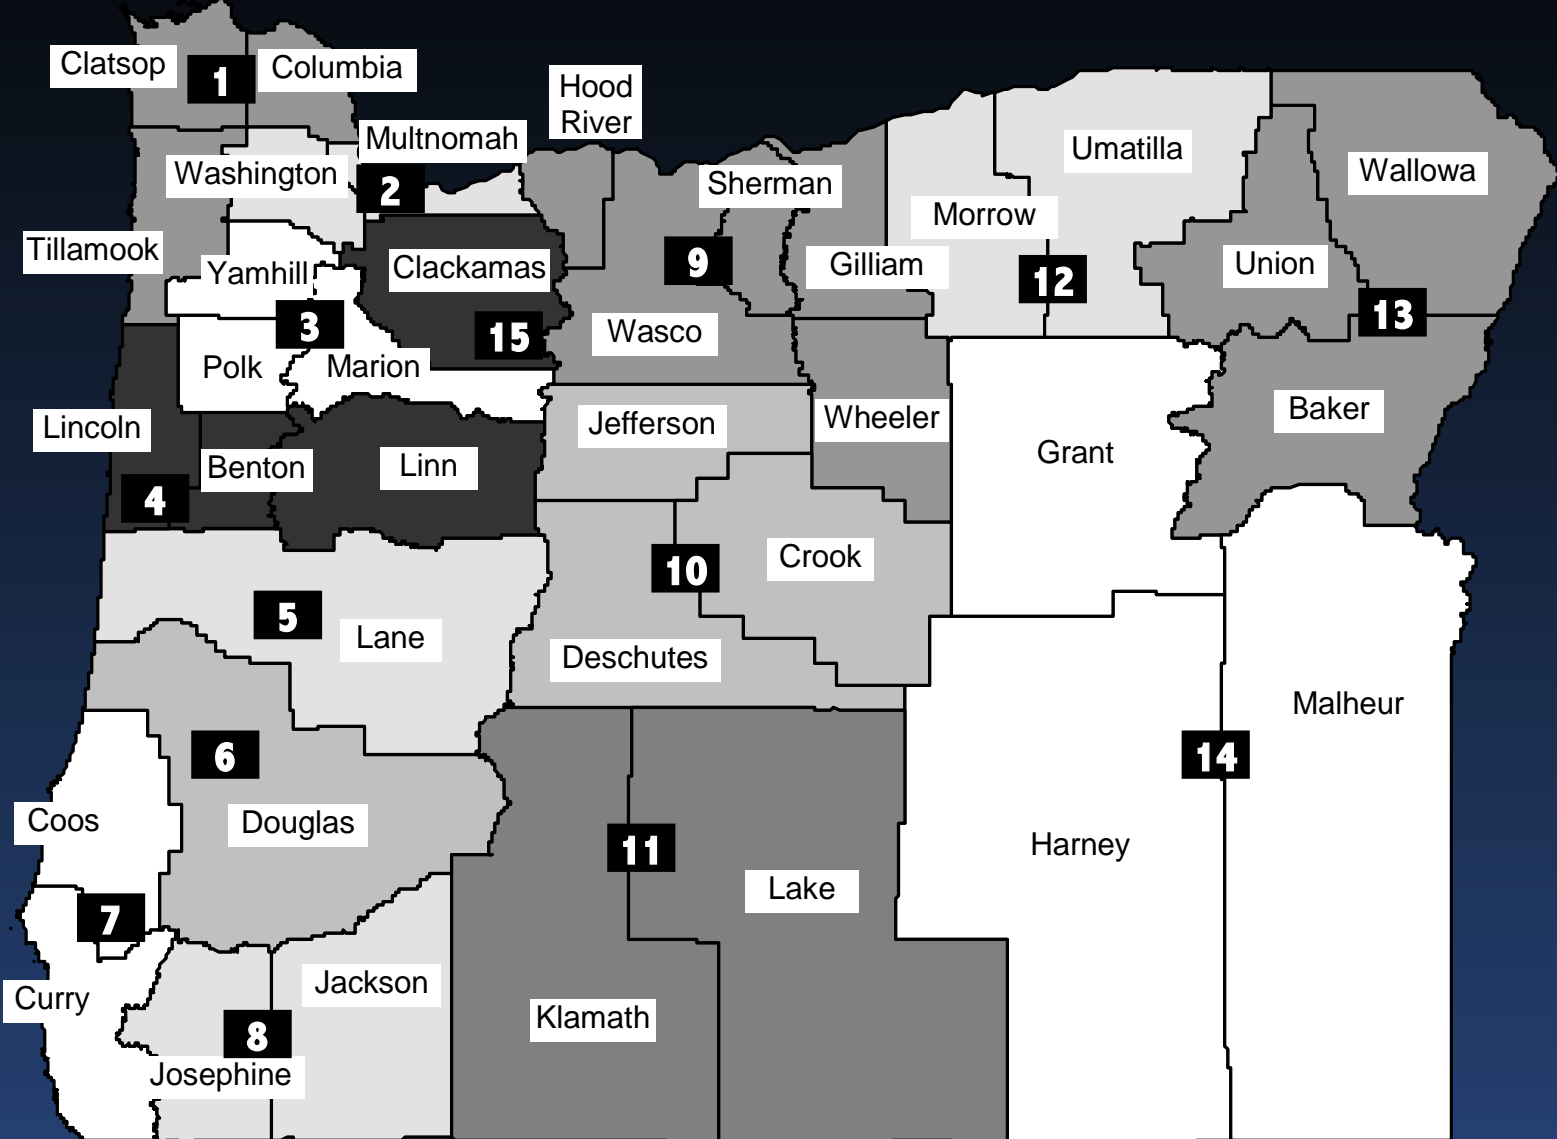 Clatsop
1
Columbia
Hood
River
Multnomah
Washington
2
Sherman
Umatilla
Wallowa
Morrow
Tillamook
Yamhill
Clackamas
9
Gilliam
12
Union
13
3
15
Wasco
Polk
Marion
Lincoln
Jefferson
Wheeler
Baker
Benton
Linn
Grant
4
10
Crook
5
Lane
Deschutes
Malheur
6
14
Coos
Douglas
11
Harney
Lake
7
Curry
Jackson
Klamath
8
Josephine